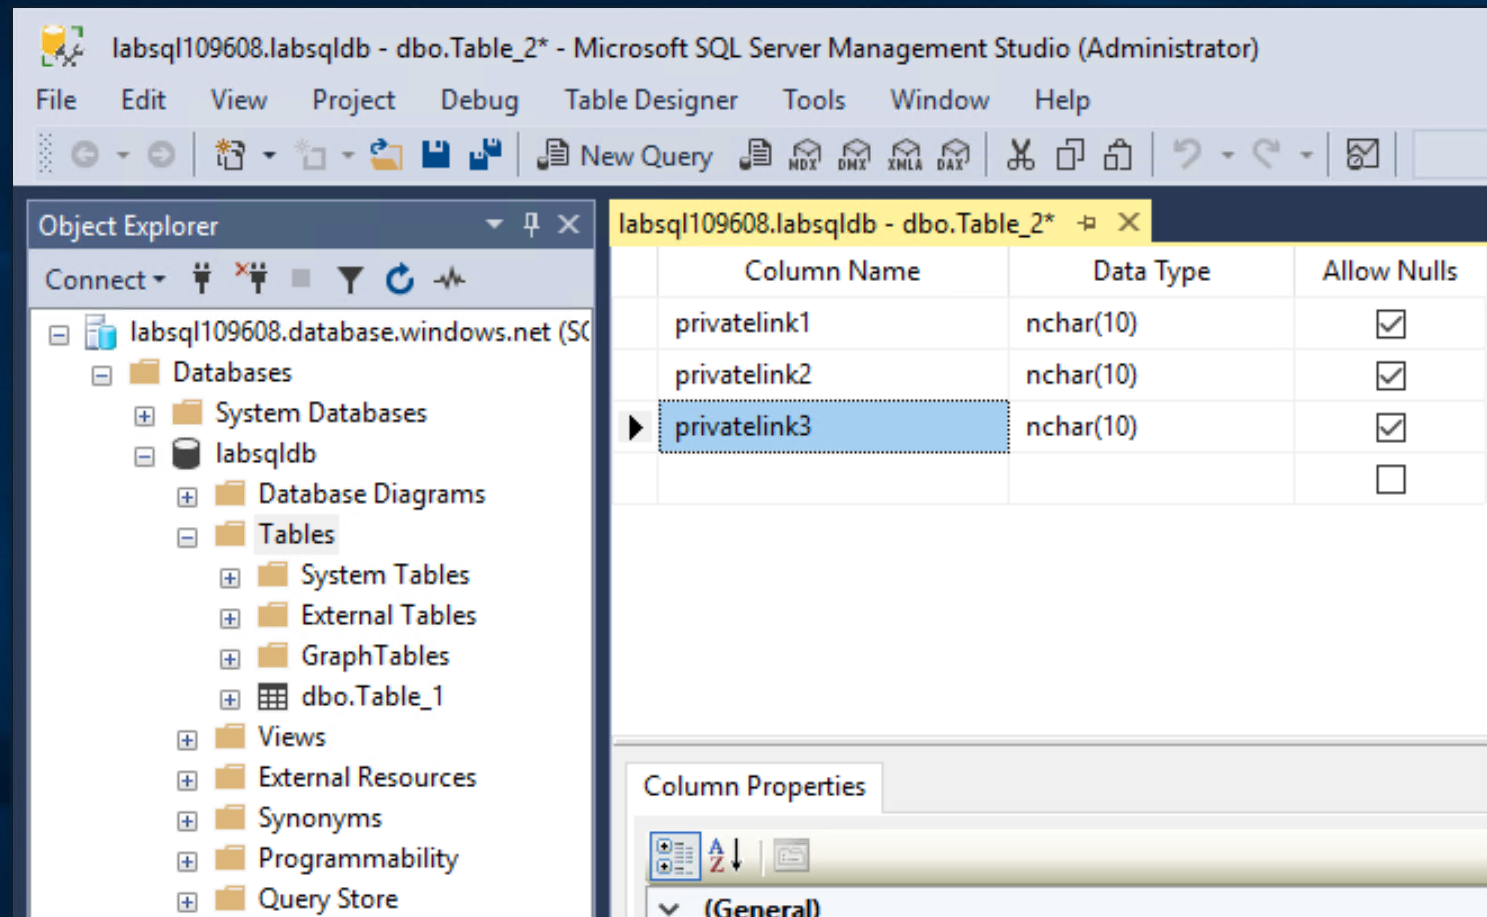 labsql109608.labsqldb - dbo.Table_2* - Microsoft SQL Server Management Studio (Administrator)
File Edit View Project Debug Table Designer Tools Window Help
New Query MDX DMX XMLA DAX
Object Explorer
Connect
labsql109608.database.windows.net (SQ
Databases
System Databases
labsqldb
Database Diagrams
Tables
System Tables
External Tables
GraphTables
dbo.Table_1
Views
External Resources
Synonyms
Programmability
Query Store
labsql109608.labsqldb - dbo.Table_2*
Column Name Data Type Allow Nulls
privatelink1 nchar(10)
privatelink2 nchar(10)
privatelink3 nchar(10)
Column Properties
A
Z
(General)